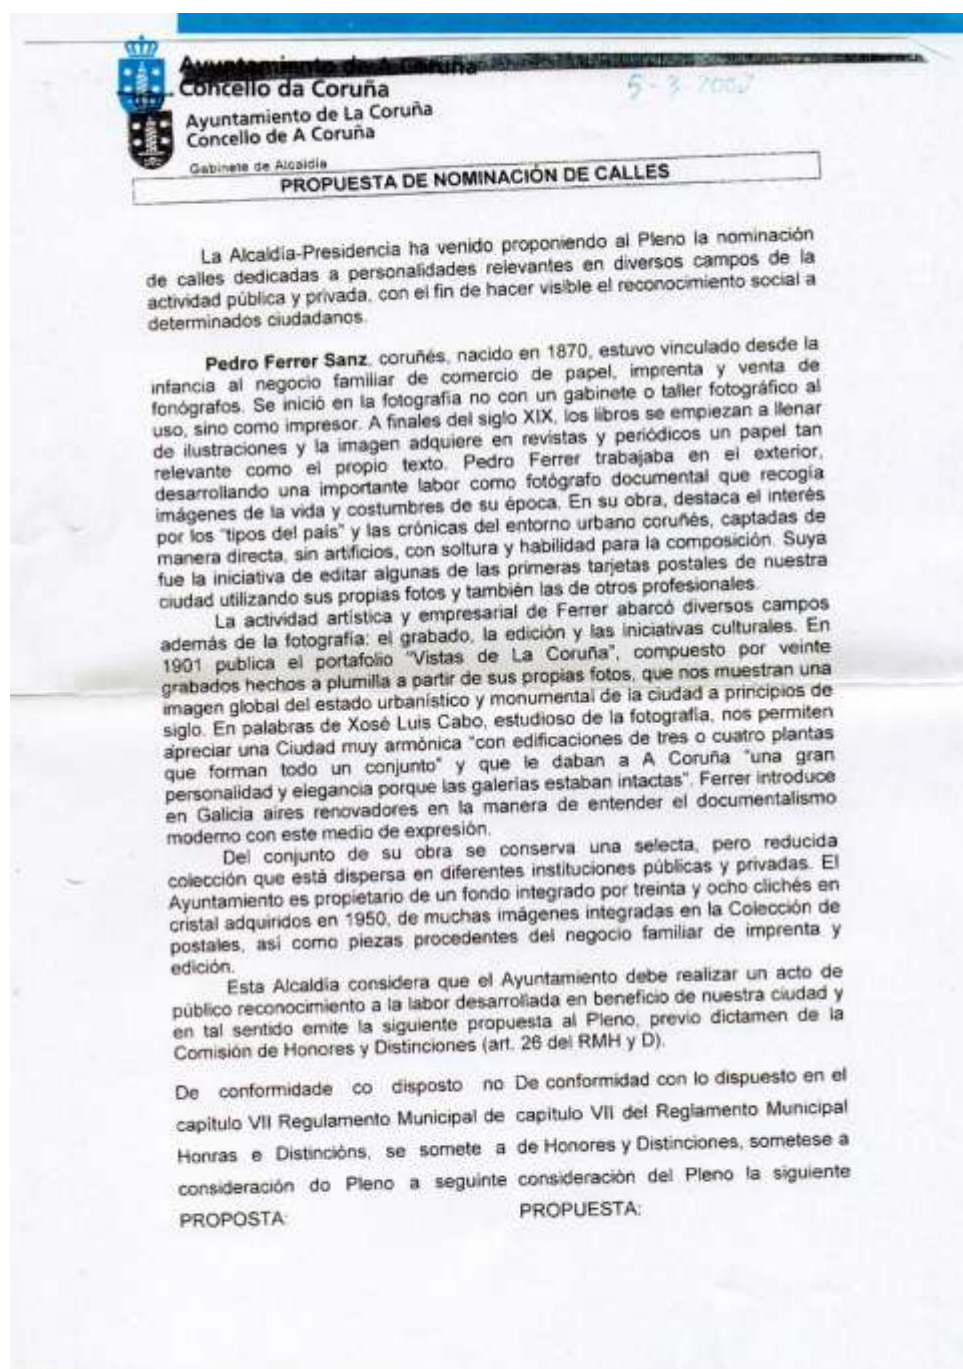 Ayuntamiento de A Coruña
Concello da Coruña
5-3
Ayuntamiento de La Coruña
Concello de A Coruña
Gabinete de Alcaldía
PROPUESTA DE NOMINACIÓN DE CALLES
La Alcaldía-Presidencia ha venido proponiendo al Pleno la nominación
de calles dedicadas a personalidades relevantes en diversos campos de la
actividad pública y privada, con el fin de hacer visible el reconocimiento social a
determinados ciudadanos.
Pedro Ferrer Sanz, coruñés, nacido en 1870, estuvo vinculado desde la
infancia al negocio familiar de comercio de papel, imprenta y venta de
fonógrafos. Se inició en la fotografía no con un gabinete o taller fotográfico al
uso, sino como impresor. A finales del siglo XIX, los libros se empiezan a llenar
de ilustraciones y la imagen adquiere en revistas y periódicos un papel tan
relevante como el propio texto. Pedro Ferrer trabajaba en el exterior,
desarrollando una importante labor como fotógrafo documental que recogía
imágenes de la vida y costumbres de su época. En su obra, destaca el interés
por los "tipos del país" y las crónicas del entorno urbano coruñés, captadas de
manera directa, sin artificios, con soltura y habilidad para la composición. Suya
fue la iniciativa de editar algunas de las primeras tarjetas postales de nuestra
ciudad utilizando sus propias fotos y también las de otros profesionales.
La actividad artística y empresarial de Ferrer abarcó diversos campos
además de la fotografía: el grabado, la edición y las iniciativas culturales. En
1901 publica el portafolio "Vistas de La Coruña", compuesto por veinte
grabados hechos a plumilla a partir de sus propias fotos, que nos muestran una
imagen global del estado urbanístico y monumental de la ciudad a principios de
siglo. En palabras de Xosé Luis Cabo, estudioso de la fotografía, nos permiten
apreciar una Ciudad muy armónica "con edificaciones de tres o cuatro plantas
que forman todo un conjunto" y que le daban a A Coruña "una gran
personalidad y elegancia porque las galerías estaban intactas". Ferrer introduce
en Galicia aires renovadores en la manera de entender el documentalismo
moderno con este medio de expresión.
Del conjunto de su obra se conserva una selecta, pero reducida
colección que está dispersa en diferentes instituciones públicas y privadas. El
Ayuntamiento es propietario de un fondo integrado por treinta y ocho clichés en
cristal adquiridos en 1950, de muchas imágenes integradas en la Colección de
postales, así como piezas procedentes del negocio familiar de imprenta y
edición.
Esta Alcaldía considera que el Ayuntamiento debe realizar un acto de
público reconocimiento a la labor desarrollada en beneficio de nuestra ciudad y
en tal sentido emite la siguiente propuesta al Pleno, previo dictamen de la
Comisión de Honores y Distinciones (art. 26 del RMH y D).
De conformidade co disposto no
capítulo VII Regulamento Municipal de
Honras e Distincións, se somete a
consideración do Pleno a seguinte
PROPOSTA:
De conformidad con lo dispuesto en el
capítulo VII del Reglamento Municipal
de Honores y Distinciones, sometese a
consideración del Pleno la siguiente
PROPUESTA: